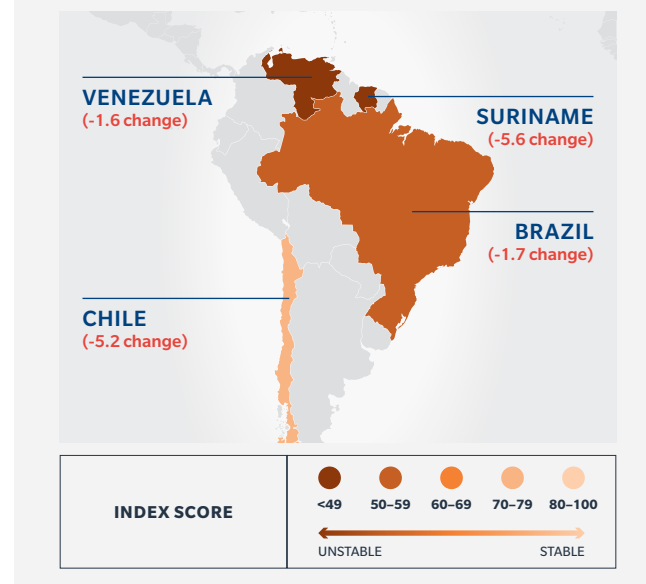 VENEZUELA
(-1.6 change)
SURINAME
(-5.6 change)
BRAZIL
(-1.7 change)
CHILE
(-5.2 change)
INDEX SCORE
<49 50–59 60–69 70–79 80–100
UNSTABLE STABLE